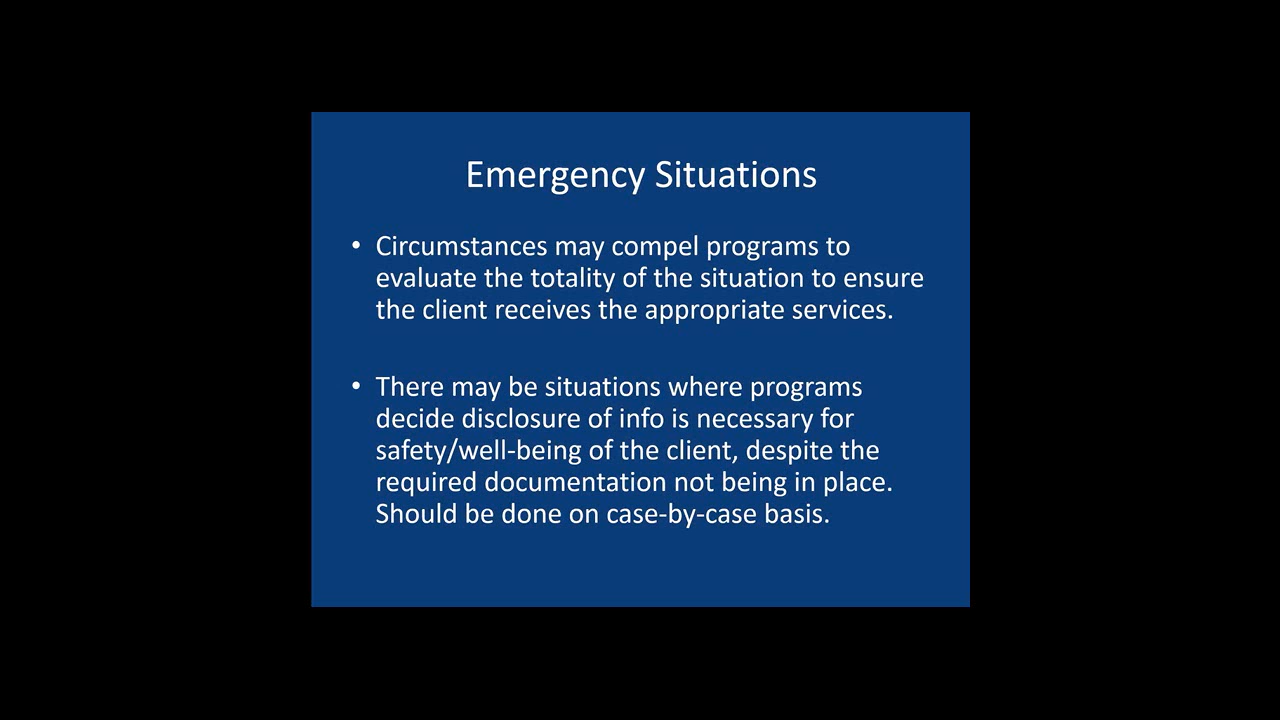 Emergency Situations
• Circumstances may compel programs to
evaluate the totality of the situation to ensure
the client receives the appropriate services.
• There may be situations where programs
decide disclosure of info is necessary for
safety/well-being of the client, despite the
required documentation not being in place.
Should be done on case-by-case basis.